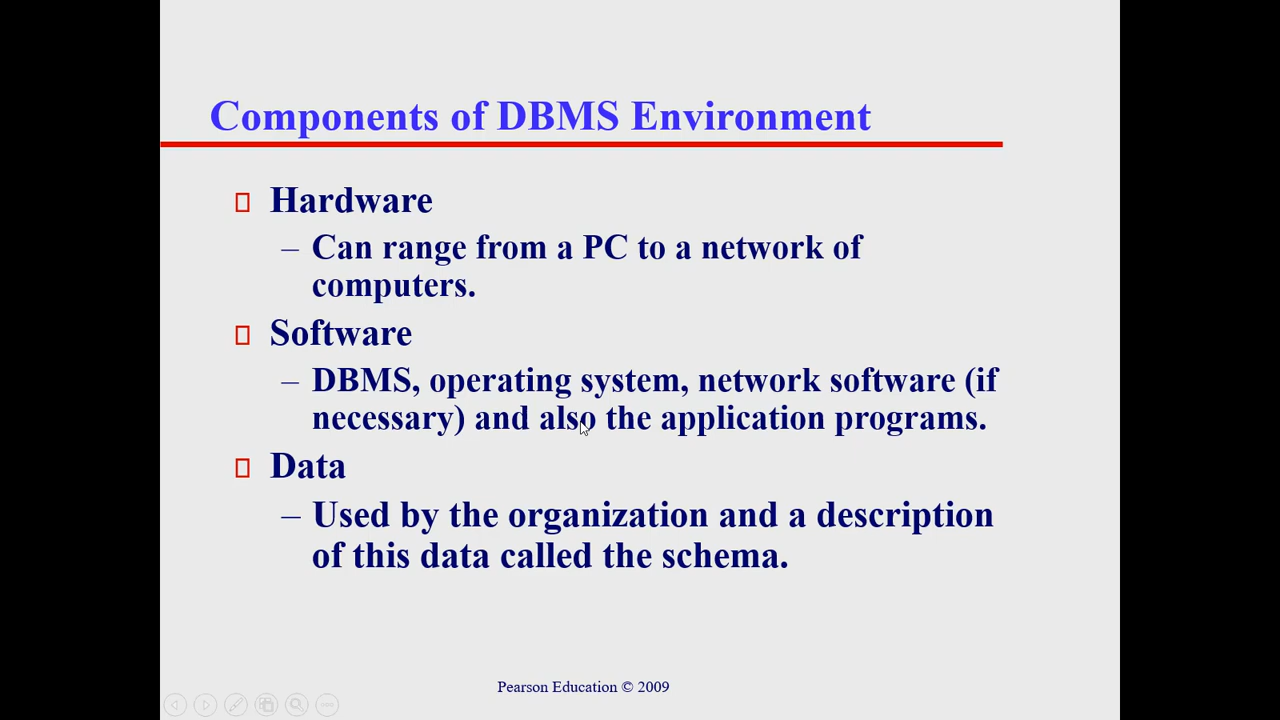 Components of DBMS Environment
Hardware
– Can range from a PC to a network of
computers.
Software
– DBMS, operating system, network software (if
necessary) and also the application programs.
Data
– Used by the organization and a description
of this data called the schema.
Pearson Education © 2009